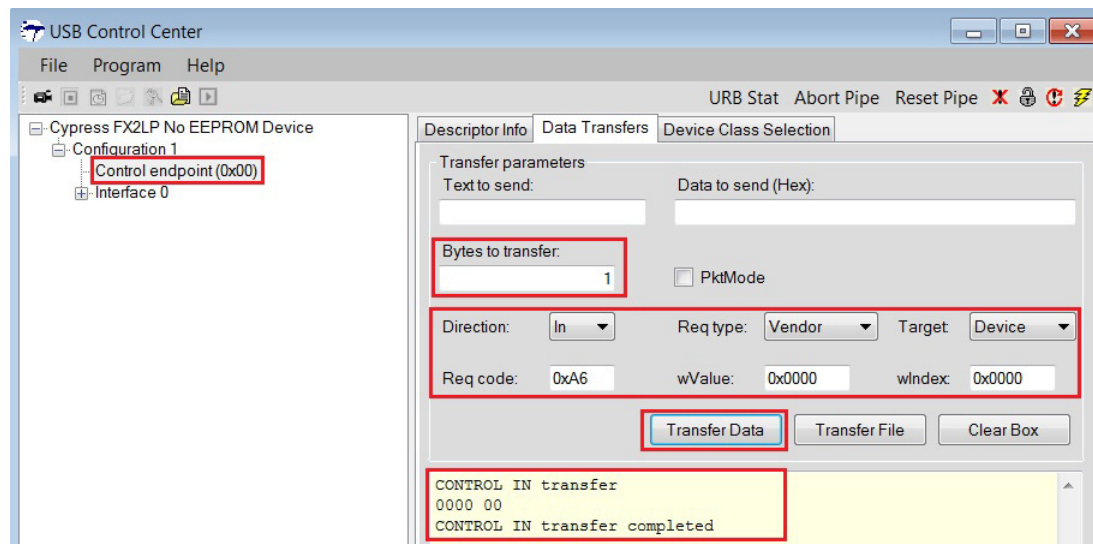 USB Control Center
File Program Help
URB Stat Abort Pipe Reset Pipe
Cypress FX2LP No EEPROM Device
Configuration 1
Control endpoint (0x00)
Interface 0
Descriptor Info Data Transfers Device Class Selection
Transfer parameters
Text to send: Data to send (Hex):
Bytes to transfer:
1 PktMode
Direction: In Req type: Vendor Target: Device
Req code: 0xA6 wValue: 0x0000 wIndex: 0x0000
Transfer Data Transfer File Clear Box
CONTROL IN transfer
0000 00
CONTROL IN transfer completed